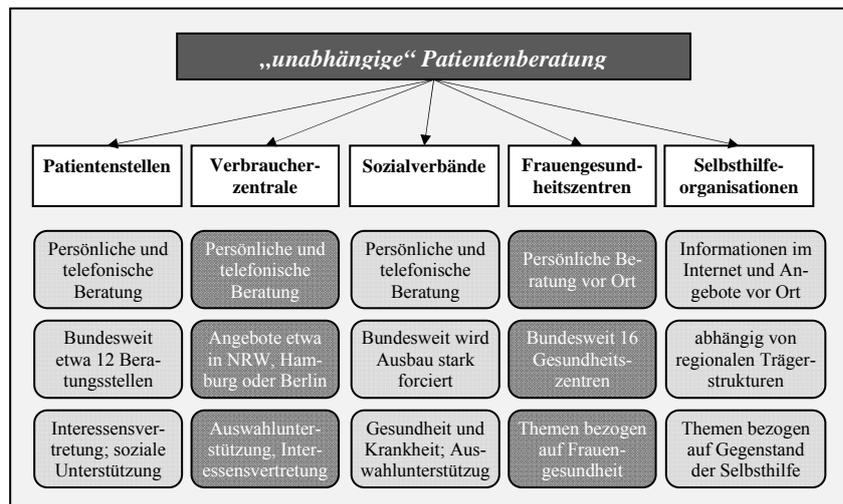 „unabhängige“ Patientenberatung
Patientenstellen
Verbraucher-
zentrale
Sozialverbände
Frauengesun-
dheitszentren
Selbsthilfe-
organisationen
Persönliche und
telefonische
Beratung
Persönliche und
telefonische
Beratung
Persönliche und
telefonische
Beratung
Persönliche Be-
ratung vor Ort
Informationen im
Internet und An-
gebote vor Ort
Bundesweit
etwa 12 Bera-
tungsstellen
Angebote etwa
in NRW, Ham-
burg oder Berlin
Bundesweit wird
Ausbau stark
forciert
Bundesweit 16
Gesundheits-
zentren
abhängig von
regionalen Träger-
strukturen
Interessensver-
tretung; soziale
Unterstützung
Auswahlunter-
stützung, Inter-
essensvertretung
Gesundheit und
Krankheit; Aus-
wahlunterstützug
Themen bezogen
auf Frauen-
gesundheit
Themen bezogen
auf Gegenstand
der Selbsthilfe